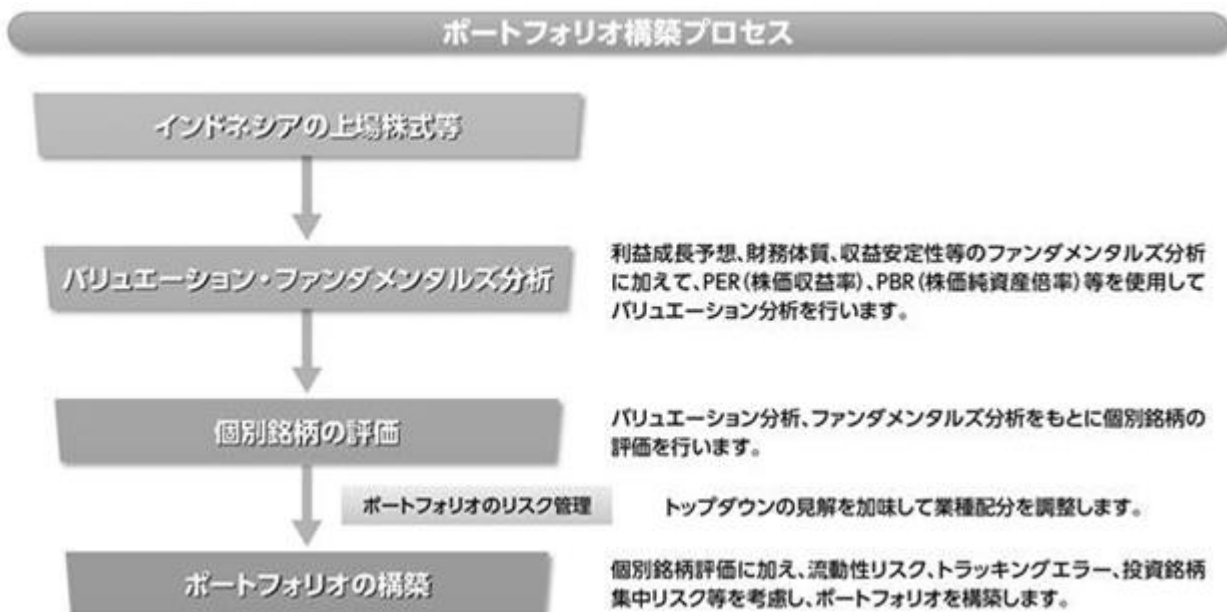 ポートフォリオ構築プロセス
インドネシアの上場株式等
バリュエーション・ファンダメンタルズ分析
利益成長予想、財務体質、収益安定性等のファンダメンタルズ分析
に加えて、PER(株価収益率)、PBR(株価純資産倍率)等を使用して
バリュエーション分析を行います。
個別銘柄の評価
バリュエーション分析、ファンダメンタルズ分析をもとに個別銘柄の
評価を行います。
ポートフォリオのリスク管理
トップダウンの見解を加味して業種配分を調整します。
ポートフォリオの構築
個別銘柄評価に加え、流動性リスク、トラッキングエラー、投資銘柄
集中リスク等を考慮し、ポートフォリオを構築します。